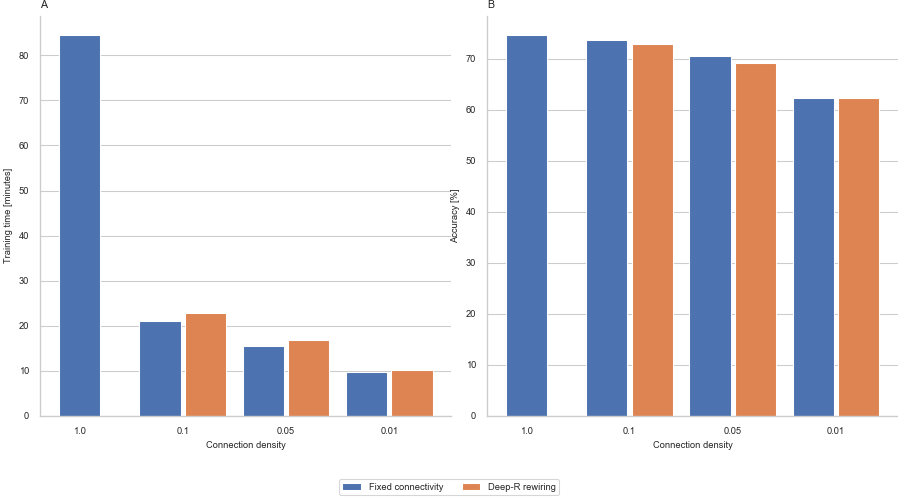 A
80
70
60
50
40
30
20
10
0
Training time [minutes]
1.0 0.1 0.05 0.01
Connection density
B
70
60
50
40
30
20
10
0
Accuracy [%]
1.0 0.1 0.05 0.01
Connection density
Fixed connectivity Deep-R rewiring